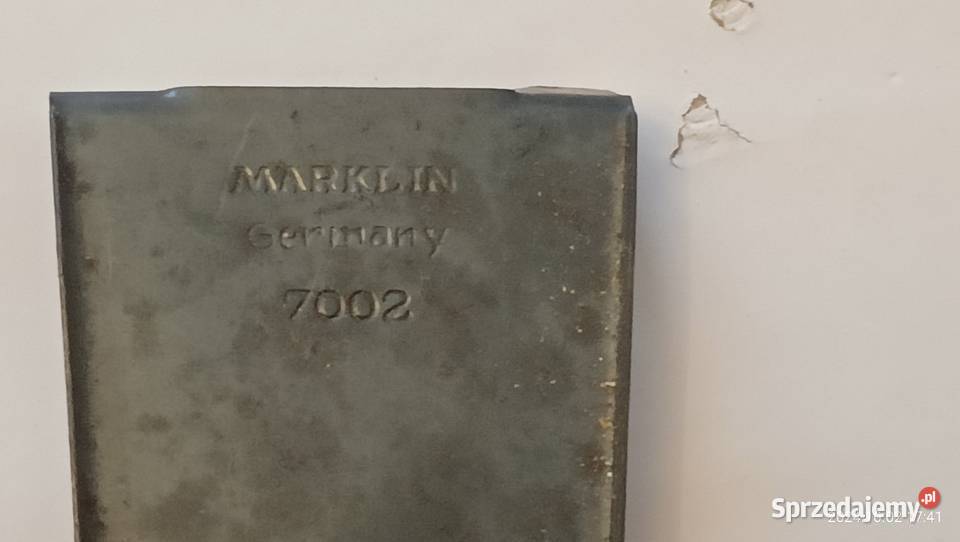 MARKLIN
Germany
7002
Sprzedajemy.pl